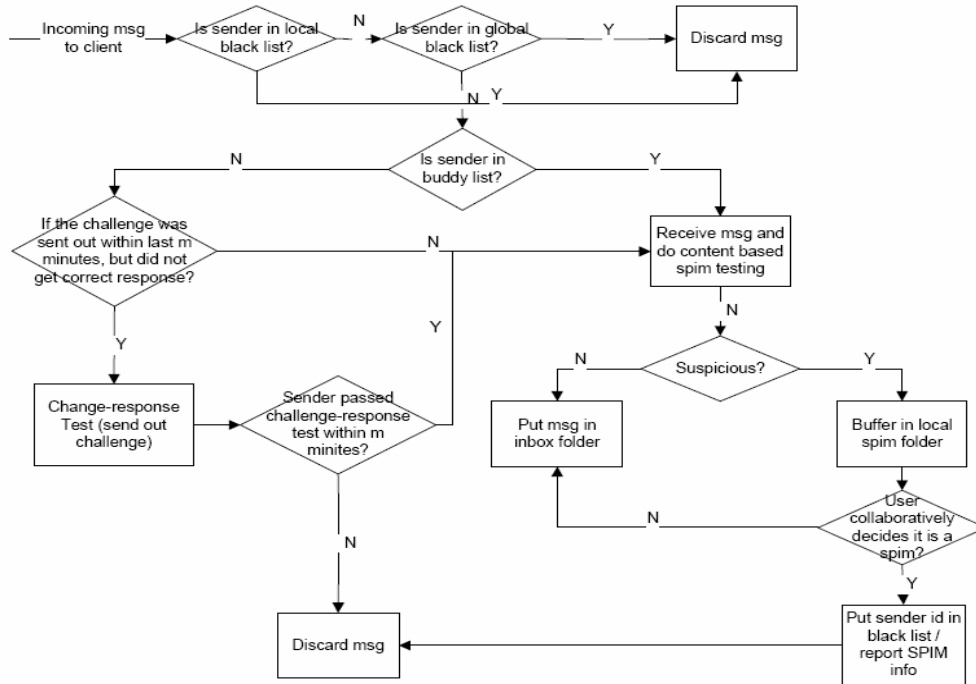 Incoming msg
to client
Is sender in local
black list?
N
Is sender in global
black list?
Y
Discard msg
N
Y
Is sender in
buddy list?
N
Y
If the challenge was
sent out within last m
minutes, but did not
get correct response?
N
Receive msg and
do content based
spim testing
Y
Y
N
Suspicious?
N
Y
Change-response
Test (send out
challenge)
Sender passed
challenge-response
test within m
minites?
Put msg in
inbox folder
Buffer in local
spim folder
N
User
collaboratively
decides it is a
spim?
N
Y
Discard msg
Put sender id in
black list /
report SPIM
info